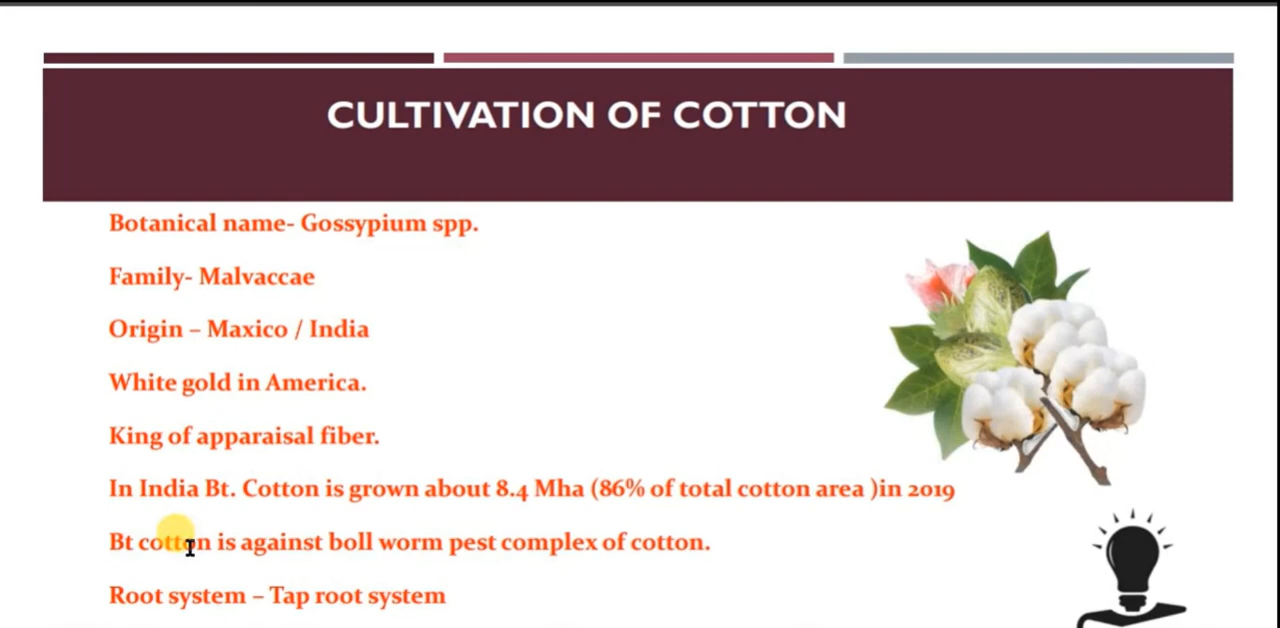 CULTIVATION OF COTTON
Botanical name- Gossypium spp.
Family- Malvaccae
Origin – Maxico / India
White gold in America.
King of apparaisal fiber.
In India Bt. Cotton is grown about 8.4 Mha (86% of total cotton area )in 2019
Bt cotton is against boll worm pest complex of cotton.
Root system – Tap root system